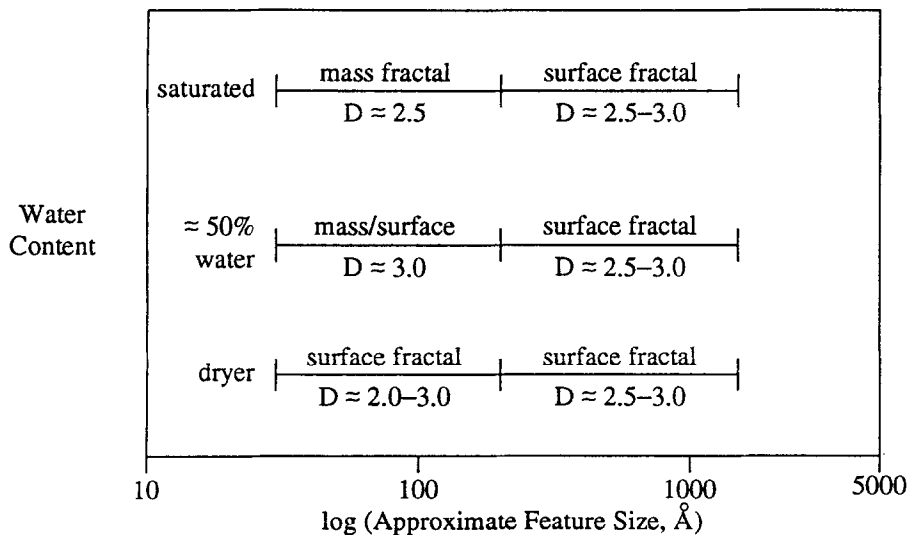 mass fractal surface fractal
saturated
D ≈ 2.5 D ≈ 2.5–3.0
Water
Content
≈ 50%
water
mass/surface surface fractal
D ≈ 3.0 D ≈ 2.5–3.0
surface fractal surface fractal
dryer
D ≈ 2.0–3.0 D ≈ 2.5–3.0
10 100 1000 5000
log (Approximate Feature Size, Å)